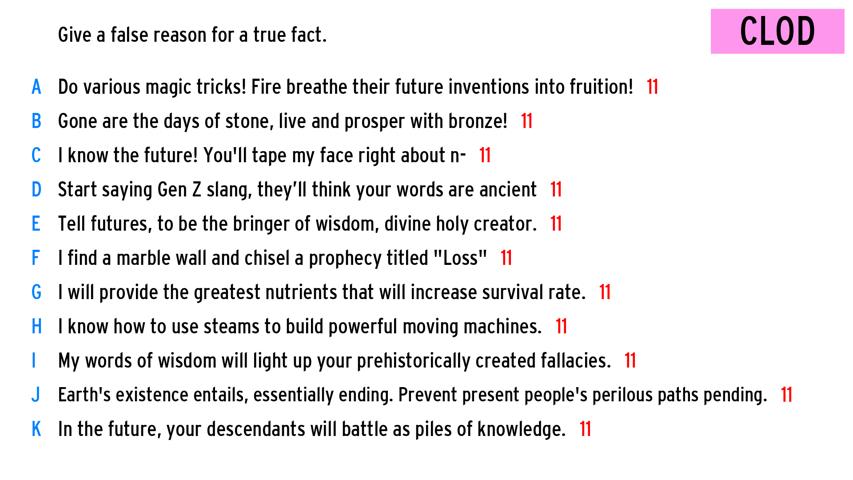 Give a false reason for a true fact.
CLOD
A Do various magic tricks! Fire breathe their future inventions into fruition! 11
B Gone are the days of stone, live and prosper with bronze! 11
C I know the future! You'll tape my face right about n- 11
D Start saying Gen Z slang, they'll think your words are ancient 11
E Tell futures, to be the bringer of wisdom, divine holy creator. 11
F I find a marble wall and chisel a prophecy titled "Loss" 11
G I will provide the greatest nutrients that will increase survival rate. 11
H I know how to use steams to build powerful moving machines. 11
I My words of wisdom will light up your prehistorically created fallacies. 11
J Earth's existence entails, essentially ending. Prevent present people's perilous paths pending. 11
K In the future, your descendants will battle as piles of knowledge. 11